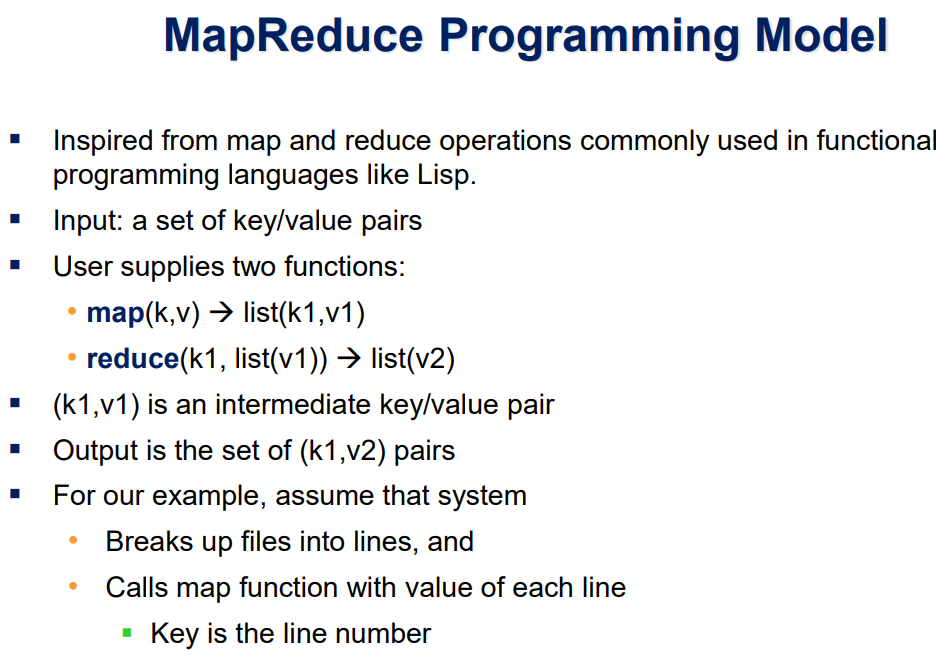 MapReduce Programming Model
▪ Inspired from map and reduce operations commonly used in functional
programming languages like Lisp.
▪ Input: a set of key/value pairs
▪ User supplies two functions:
• map(k,v) → list(k1,v1)
• reduce(k1, list(v1)) → list(v2)
▪ (k1,v1) is an intermediate key/value pair
▪ Output is the set of (k1,v2) pairs
▪ For our example, assume that system
• Breaks up files into lines, and
• Calls map function with value of each line
▪ Key is the line number